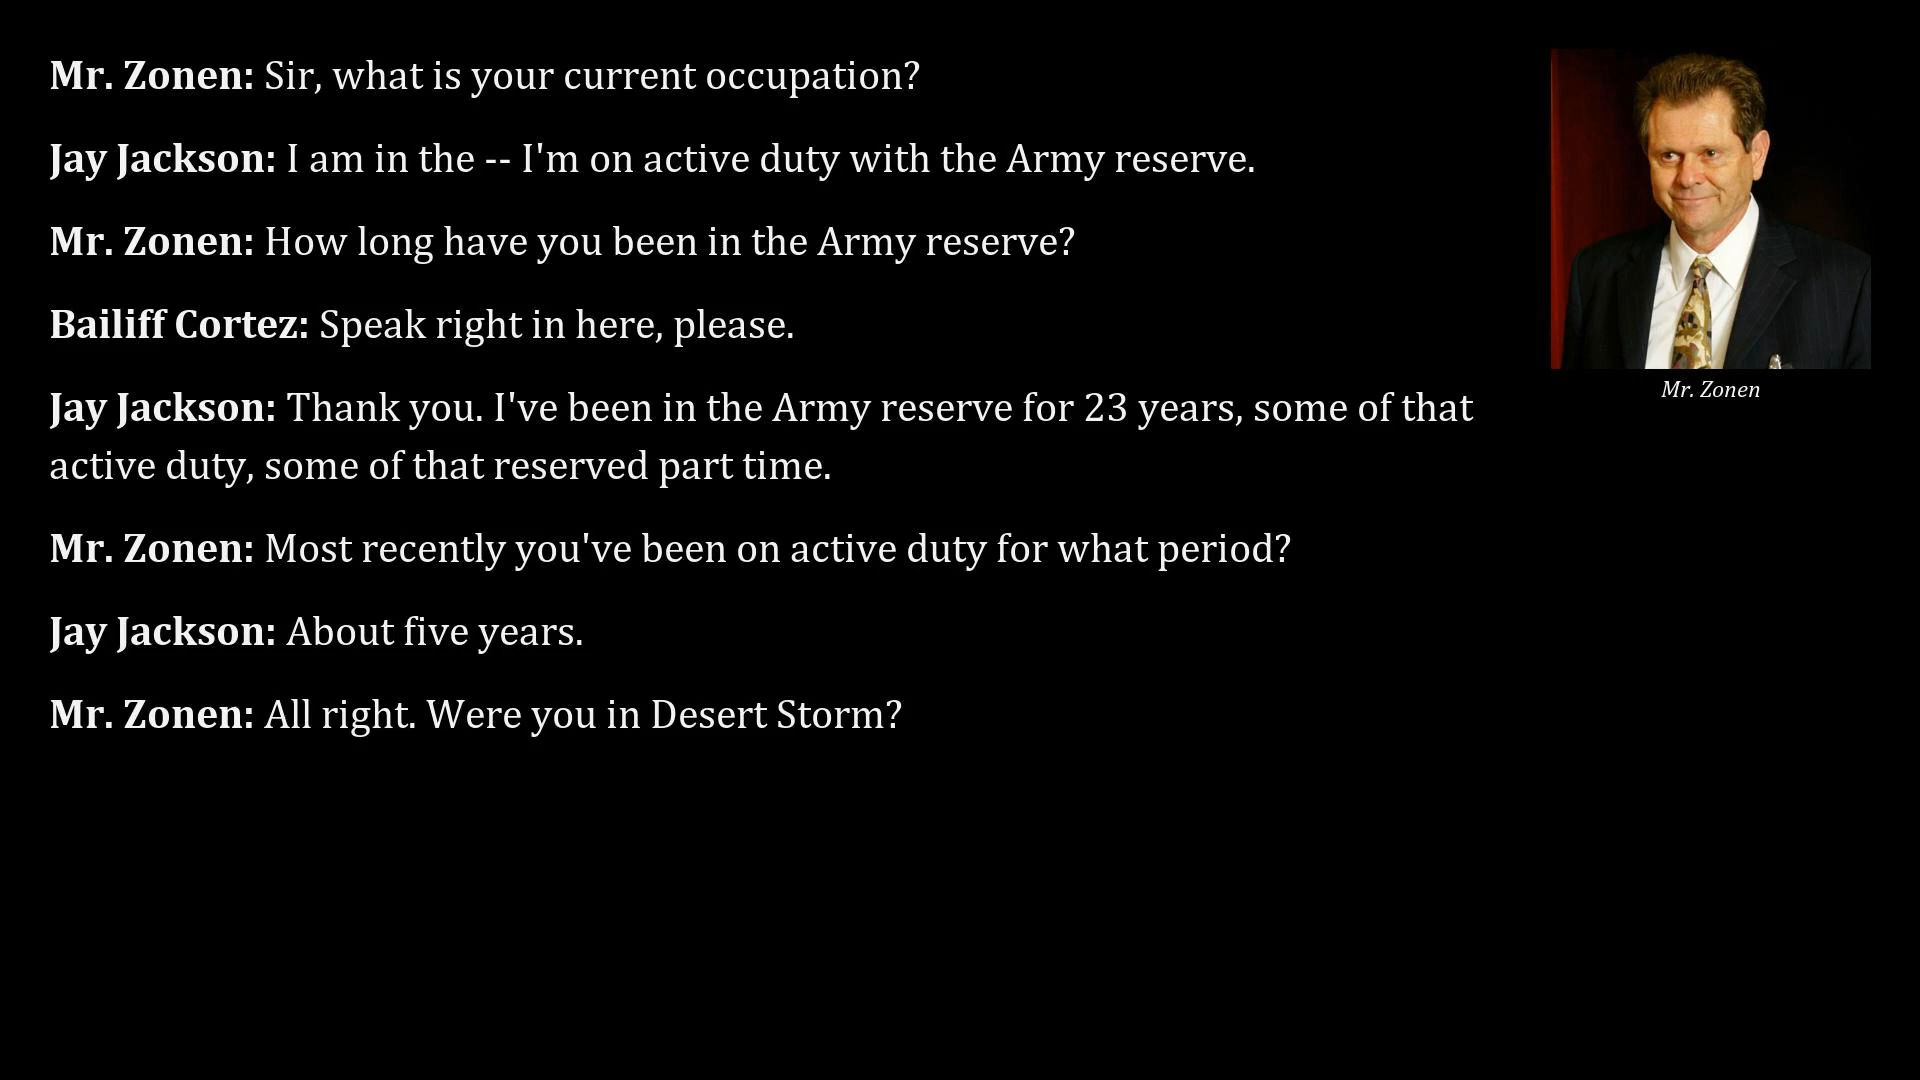 Mr. Zonen: Sir, what is your current occupation?
Jay Jackson: I am in the -- I'm on active duty with the Army reserve.
Mr. Zonen: How long have you been in the Army reserve?
Bailiff Cortez: Speak right in here, please.
Jay Jackson: Thank you. I've been in the Army reserve for 23 years, some of that
active duty, some of that reserved part time.
Mr. Zonen: Most recently you've been on active duty for what period?
Jay Jackson: About five years.
Mr. Zonen: All right. Were you in Desert Storm?
Mr. Zonen